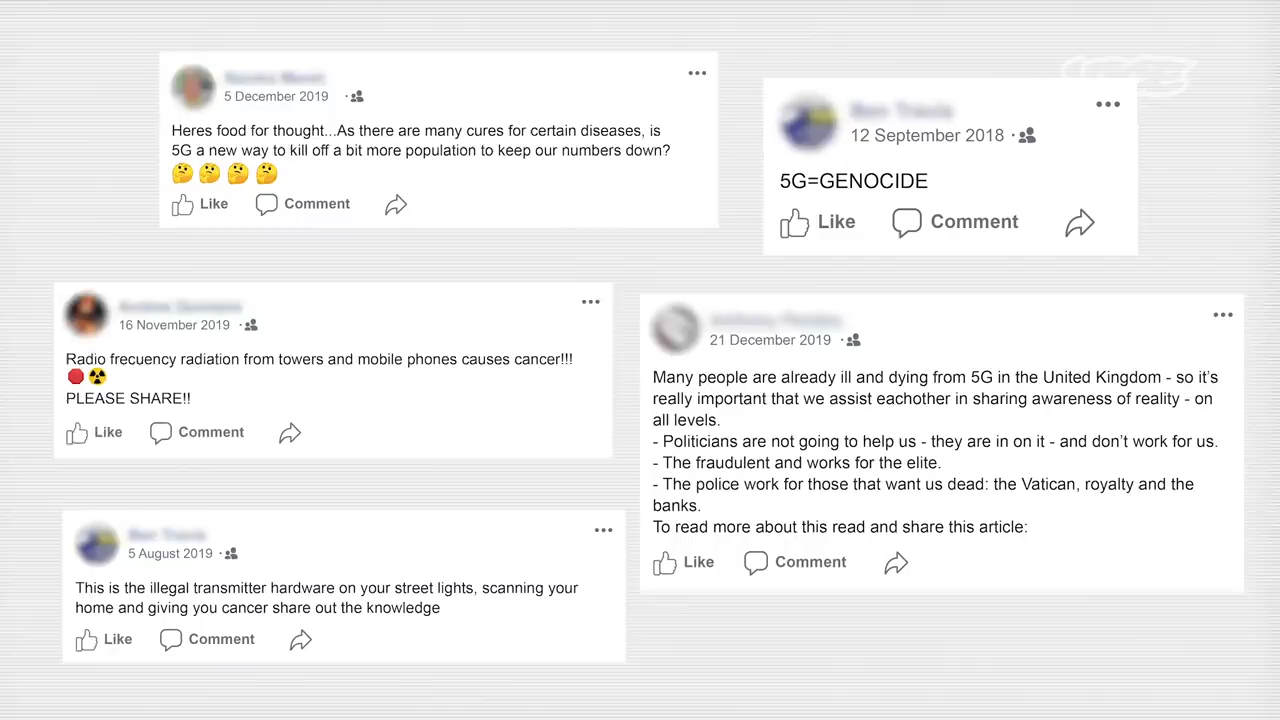 5 December 2019
Heres food for thought...As there are many cures for certain diseases, is
5G a new way to kill off a bit more population to keep our numbers down?
Like Comment
12 September 2018
5G=GENOCIDE
Like Comment
16 November 2019
Radio frecuency radiation from towers and mobile phones causes cancer!!!
PLEASE SHARE!!
Like Comment
21 December 2019
Many people are already ill and dying from 5G in the United Kingdom - so it's
really important that we assist eachother in sharing awareness of reality - on
all levels.
- Politicians are not going to help us - they are in on it - and don't work for us.
- The fraudulent and works for the elite.
- The police work for those that want us dead: the Vatican, royalty and the
banks.
To read more about this read and share this article:
Like Comment
5 August 2019
This is the illegal transmitter hardware on your street lights, scanning your
home and giving you cancer share out the knowledge
Like Comment